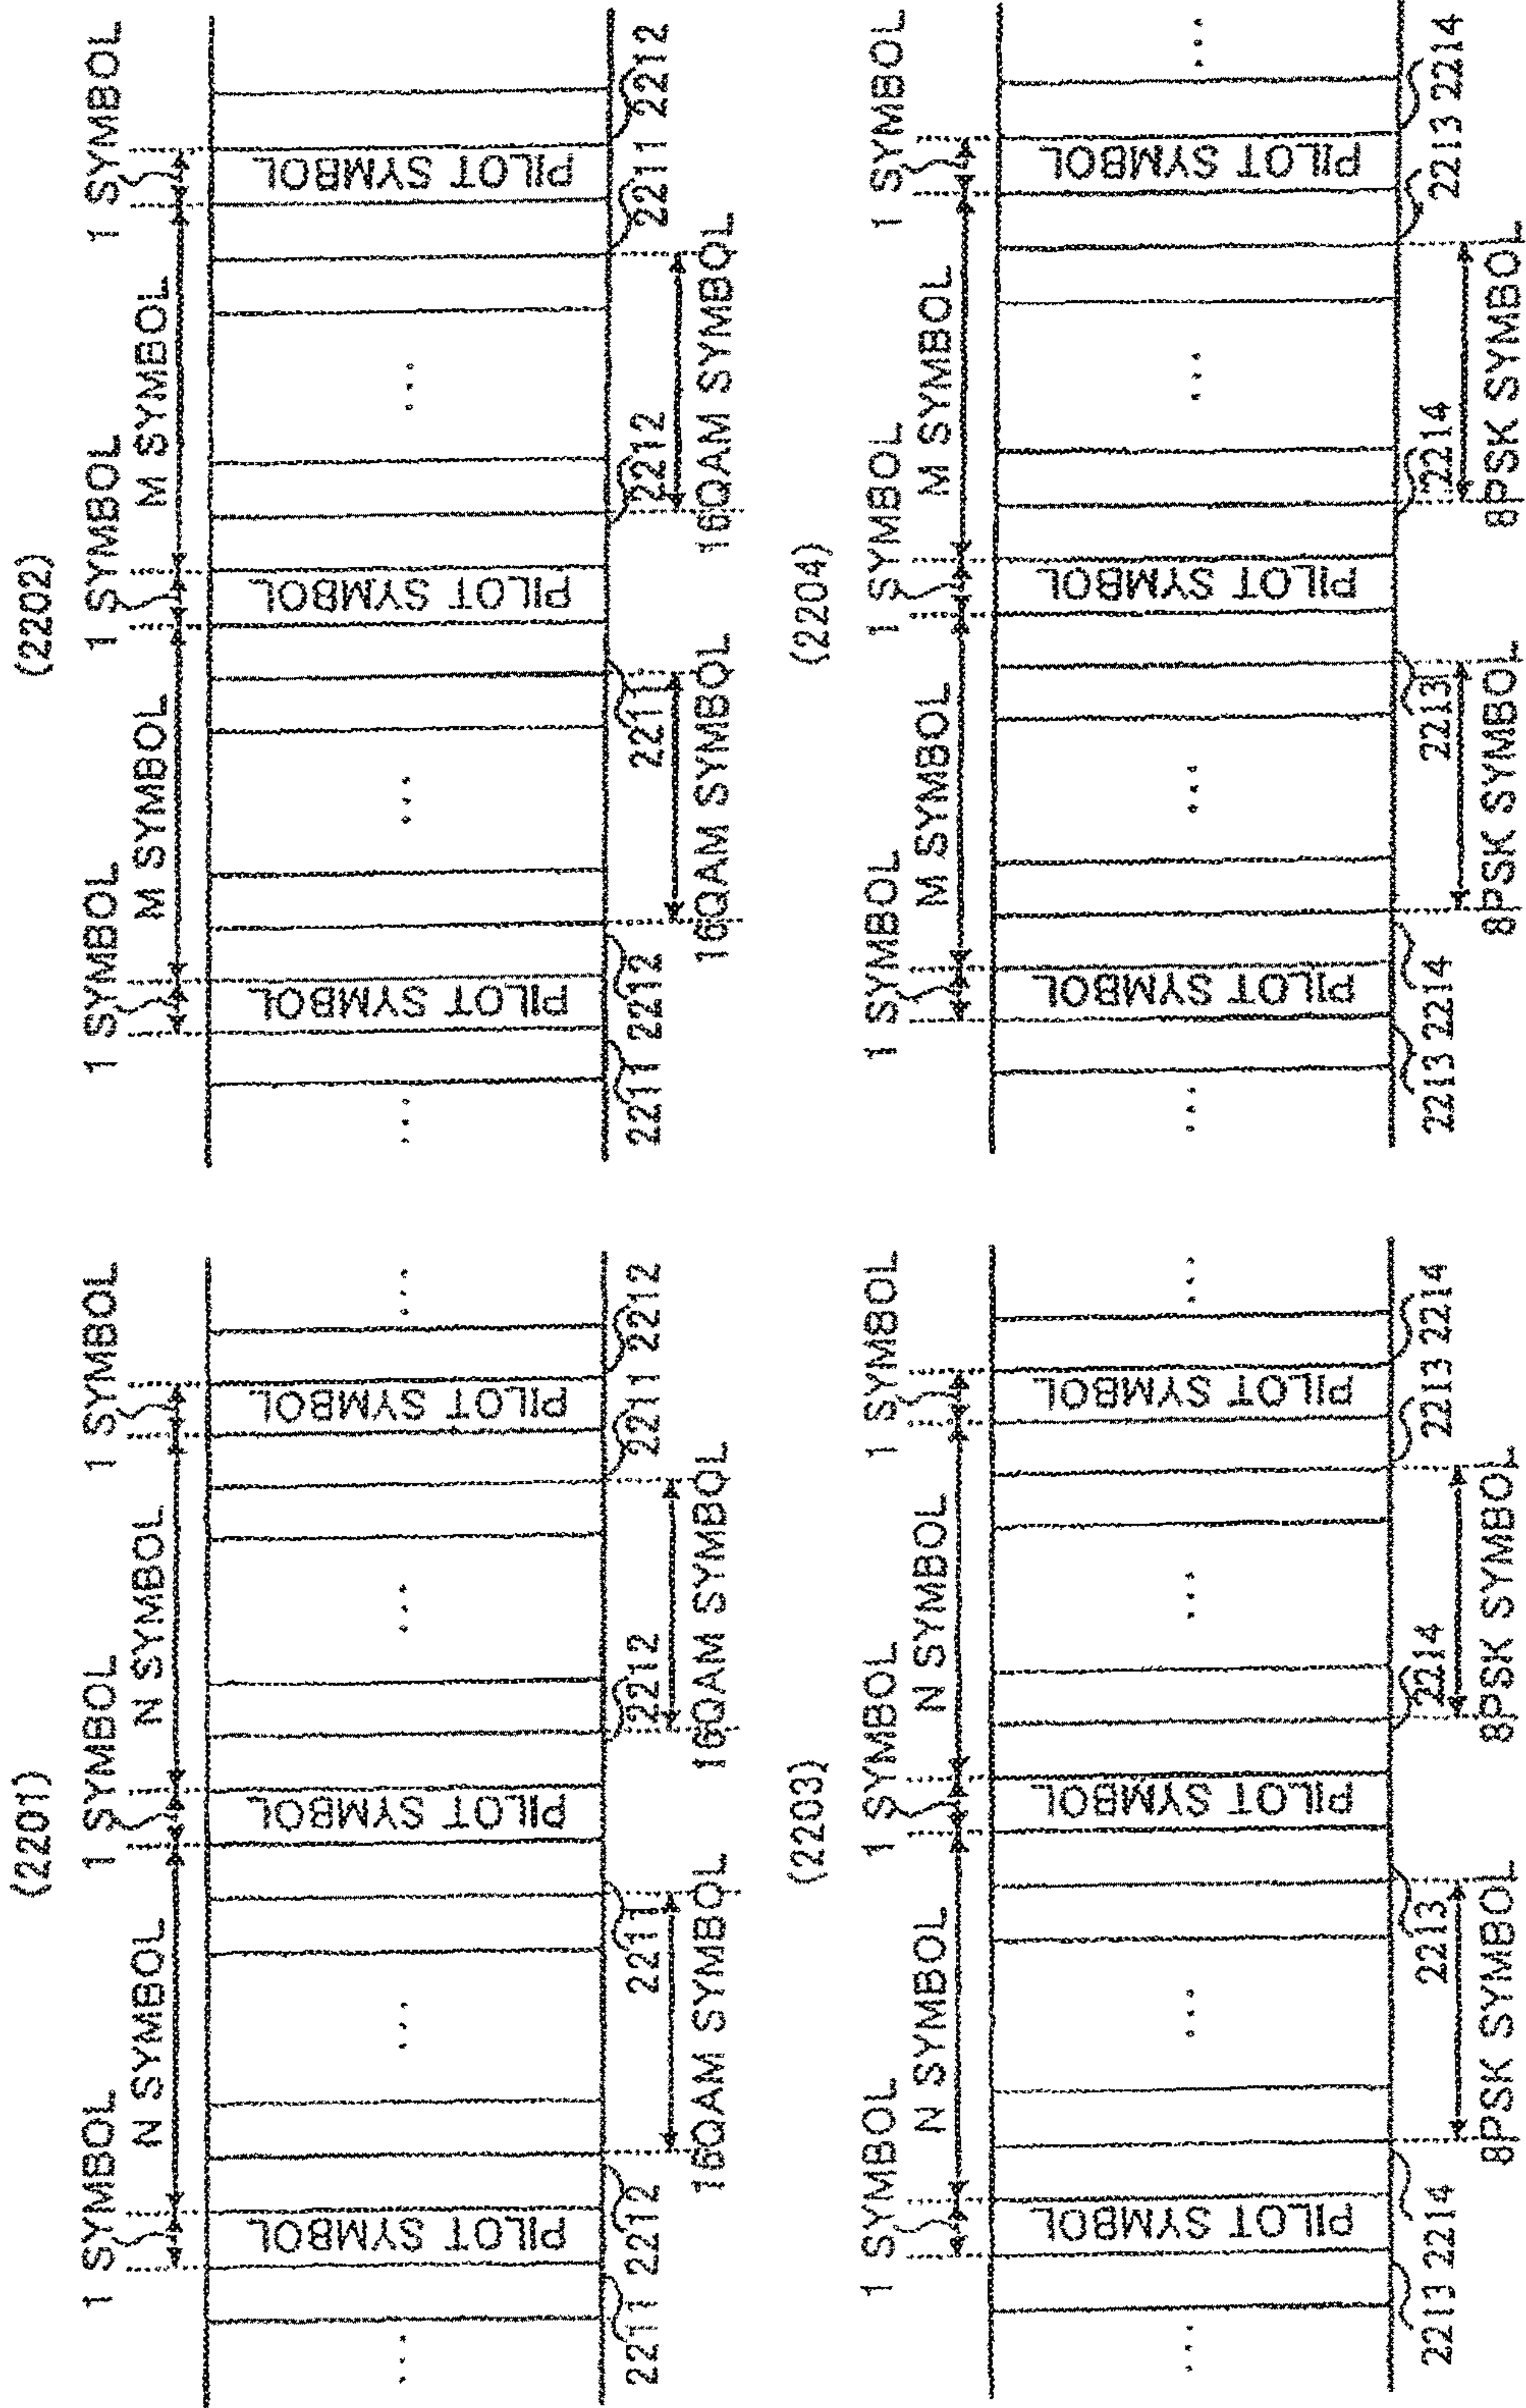 (2201)
1 SYMBOL 1 SYMBOL 1 SYMBOL
N SYMBOL N SYMBOL
PILOT SYMBOL PILOT SYMBOL PILOT SYMBOL
2211 2212 2211 2212 2211 2212
16QAM SYMBOL 16QAM SYMBOL
(2202)
1 SYMBOL 1 SYMBOL 1 SYMBOL
M SYMBOL M SYMBOL
PILOT SYMBOL PILOT SYMBOL PILOT SYMBOL
2211 2212 2211 2212 2211 2212
16QAM SYMBOL 16QAM SYMBOL
(2203)
1 SYMBOL 1 SYMBOL 1 SYMBOL
N SYMBOL N SYMBOL
PILOT SYMBOL PILOT SYMBOL PILOT SYMBOL
2213 2214 2213 2214 2213 2214
8PSK SYMBOL 8PSK SYMBOL
(2204)
1 SYMBOL 1 SYMBOL 1 SYMBOL
M SYMBOL M SYMBOL
PILOT SYMBOL PILOT SYMBOL PILOT SYMBOL
2213 2214 2213 2214 2213 2214
8PSK SYMBOL 8PSK SYMBOL